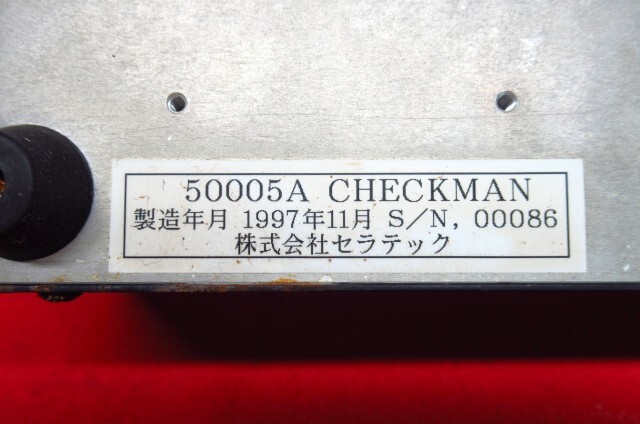 50005A CHECKMAN
製造年月 1997年11月 S/N, 00086
株式会社セラテック